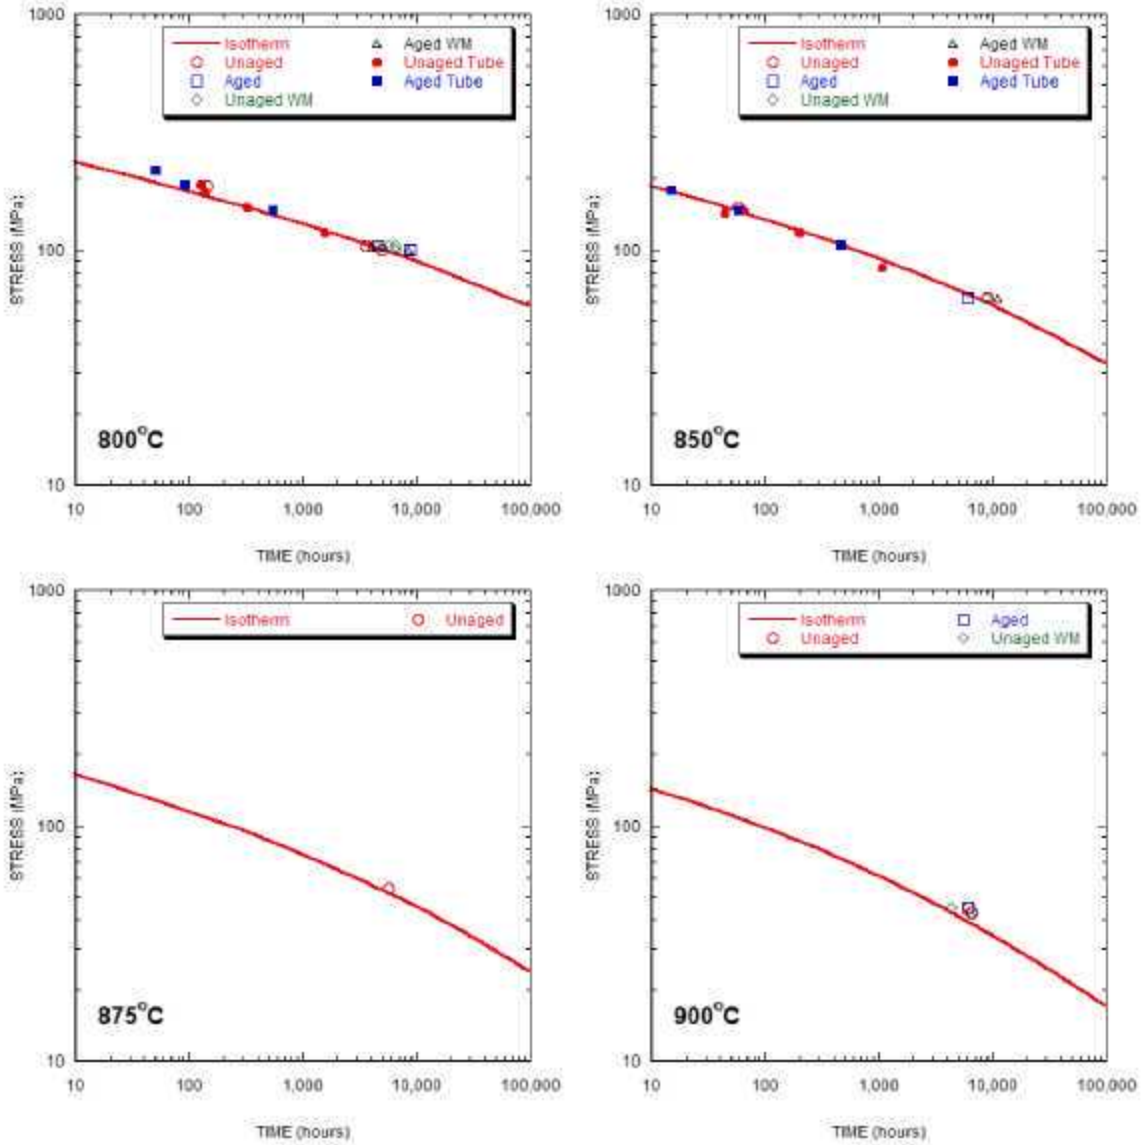 1000
Isotherm
Unaged
Aged
Unaged WM
Aged WM
Unaged Tube
Aged Tube
STRESS (MPa)
100
800°C
10
10 100 1,000 10,000 100,000
TIME (hours)
1000
Isotherm
Unaged
Aged
Unaged WM
Aged WM
Unaged Tube
Aged Tube
STRESS (MPa)
100
850°C
10
10 100 1,000 10,000 100,000
TIME (hours)
1000
Isotherm Unaged
STRESS (MPa)
100
875°C
10
10 100 1,000 10,000 100,000
TIME (hours)
1000
Isotherm
Unaged
Aged
Unaged WM
STRESS (MPa)
100
900°C
10
10 100 1,000 10,000 100,000
TIME (hours)